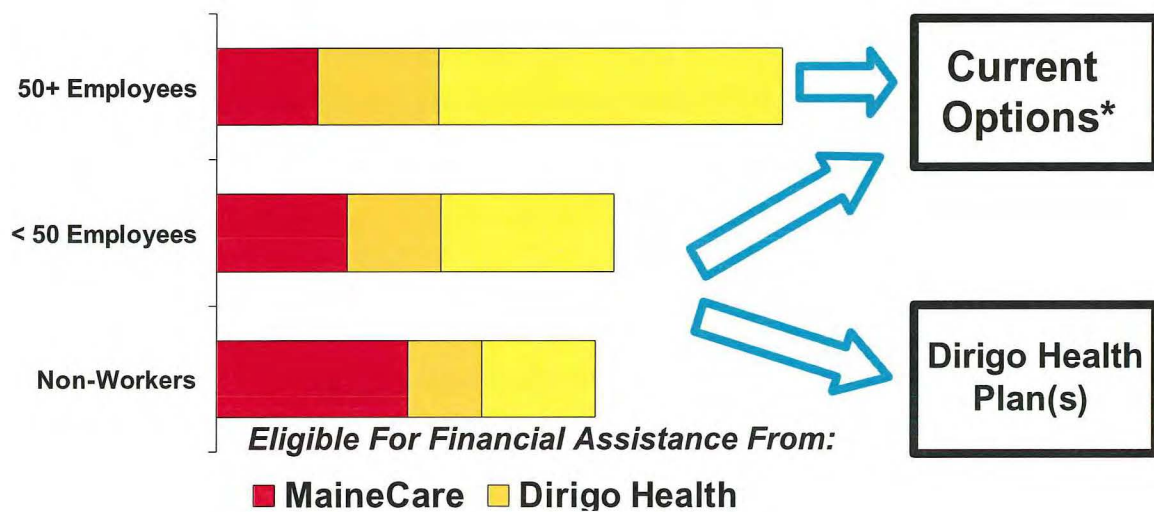 50+ Employees
Current
Options*
< 50 Employees
Non-Workers
Dirigo Health
Plan(s)
Eligible For Financial Assistance From:
MaineCare Dirigo Health